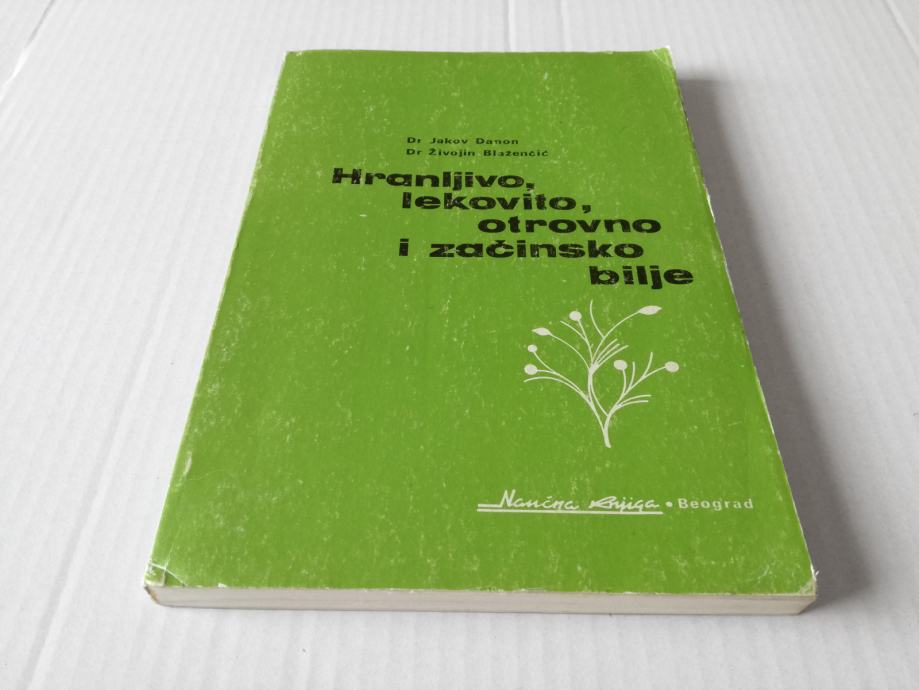 Dr Jakov Danon
Dr Živojin Blaženčić
Hranljivo,
lekovito,
otrovno
i začinsko
bilje
Naučna knjiga • Beograd